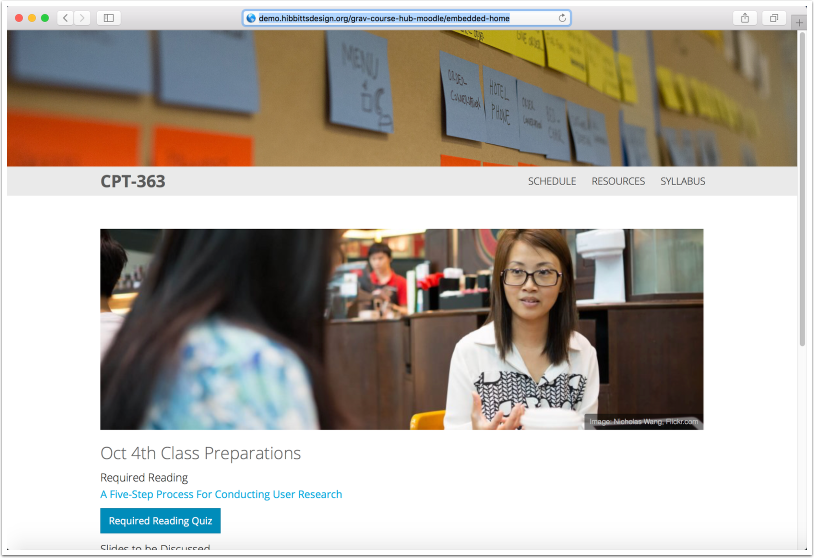 demo.hibbittsdesign.org/grav-course-hub-moodle/embedded-home
MENU
HOTEL
PHONE
CPT-363
SCHEDULE
RESOURCES
SYLLABUS
Image: Nicholas Wang, Flickr.com
Oct 4th Class Preparations
Required Reading
A Five-Step Process For Conducting User Research
Required Reading Quiz
Slides to be Discussed